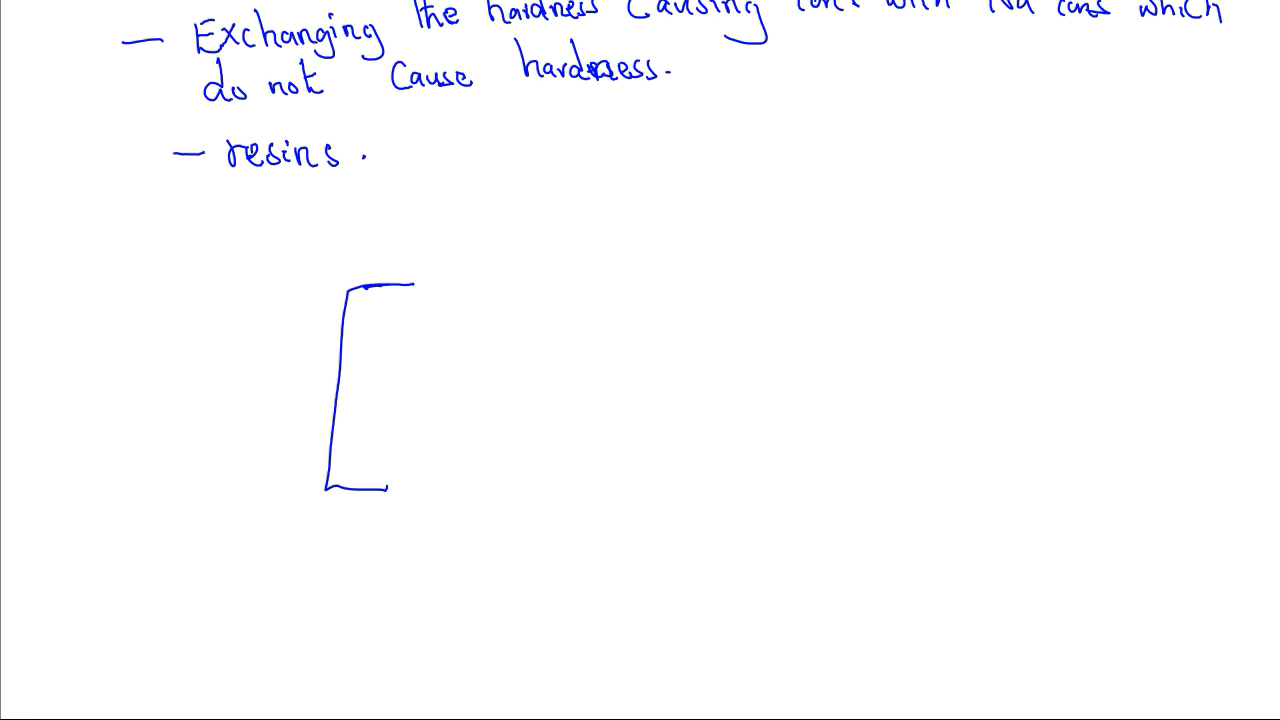 — Exchanging the hardness causing ions with Na ions which
do not cause hardness.
— resins.